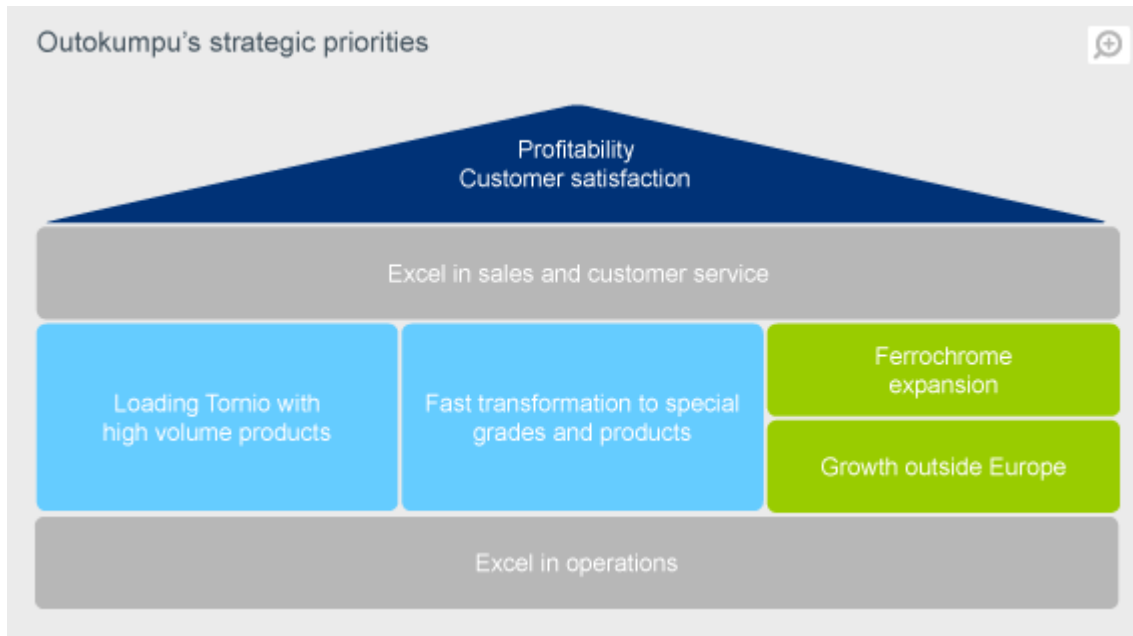 Outokumpu’s strategic priorities
Profitability
Customer satisfaction
Excel in sales and customer service
Loading Tornio with
high volume products
Fast transformation to special
grades and products
Ferrochrome
expansion
Growth outside Europe
Excel in operations